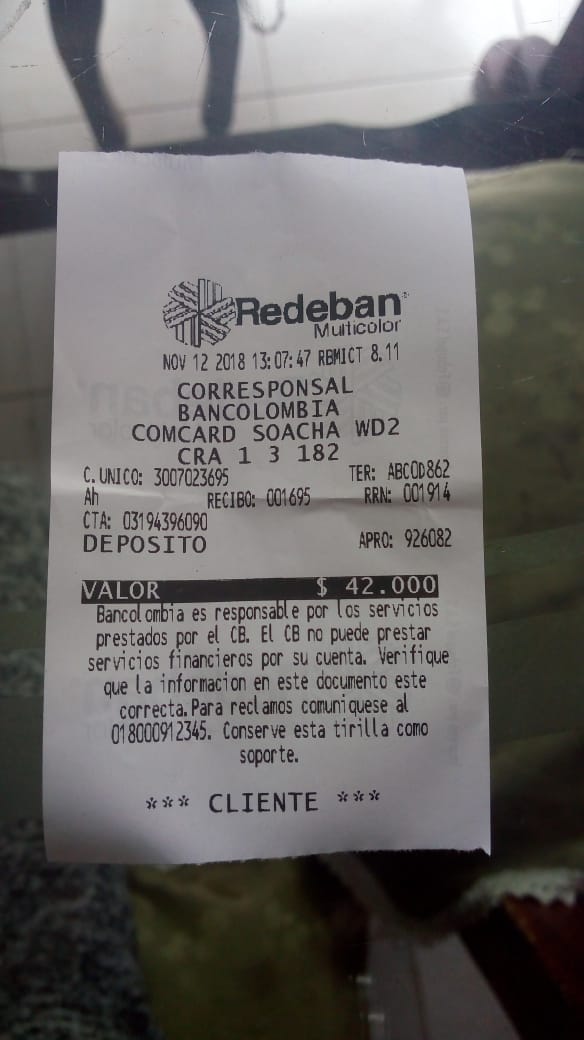 Redeban
Multicolor
NOV 12 2018 13:07:47 RBMICT 8.11
CORRESPONSAL
BANCOLOMBIA
COMCARD SOACHA WD2
CRA 1 3 182
C.UNICO: 3007023695 TER: ABCOD862
Ah RECIBO: 001695 RRN: 001914
CTA: 03194396090
DEPOSITO APRO: 926082
VALOR $ 42.000
Bancolombia es responsable por los servicios
prestados por el CB. El CB no puede prestar
servicios financieros por su cuenta. Verifique
que la informacion en este documento este
correcta.Para reclamos comuniquese al
018000912345. Conserve esta tirilla como
soporte.
*** CLIENTE ***